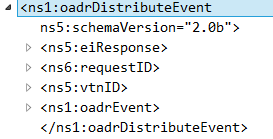 <ns1:oadrDistributeEvent
ns5:schemaVersion="2.0b">
<ns5:eiResponse>
<ns6:requestID>
<ns5:vtnID>
<ns1:oadrEvent>
</ns1:oadrDistributeEvent>